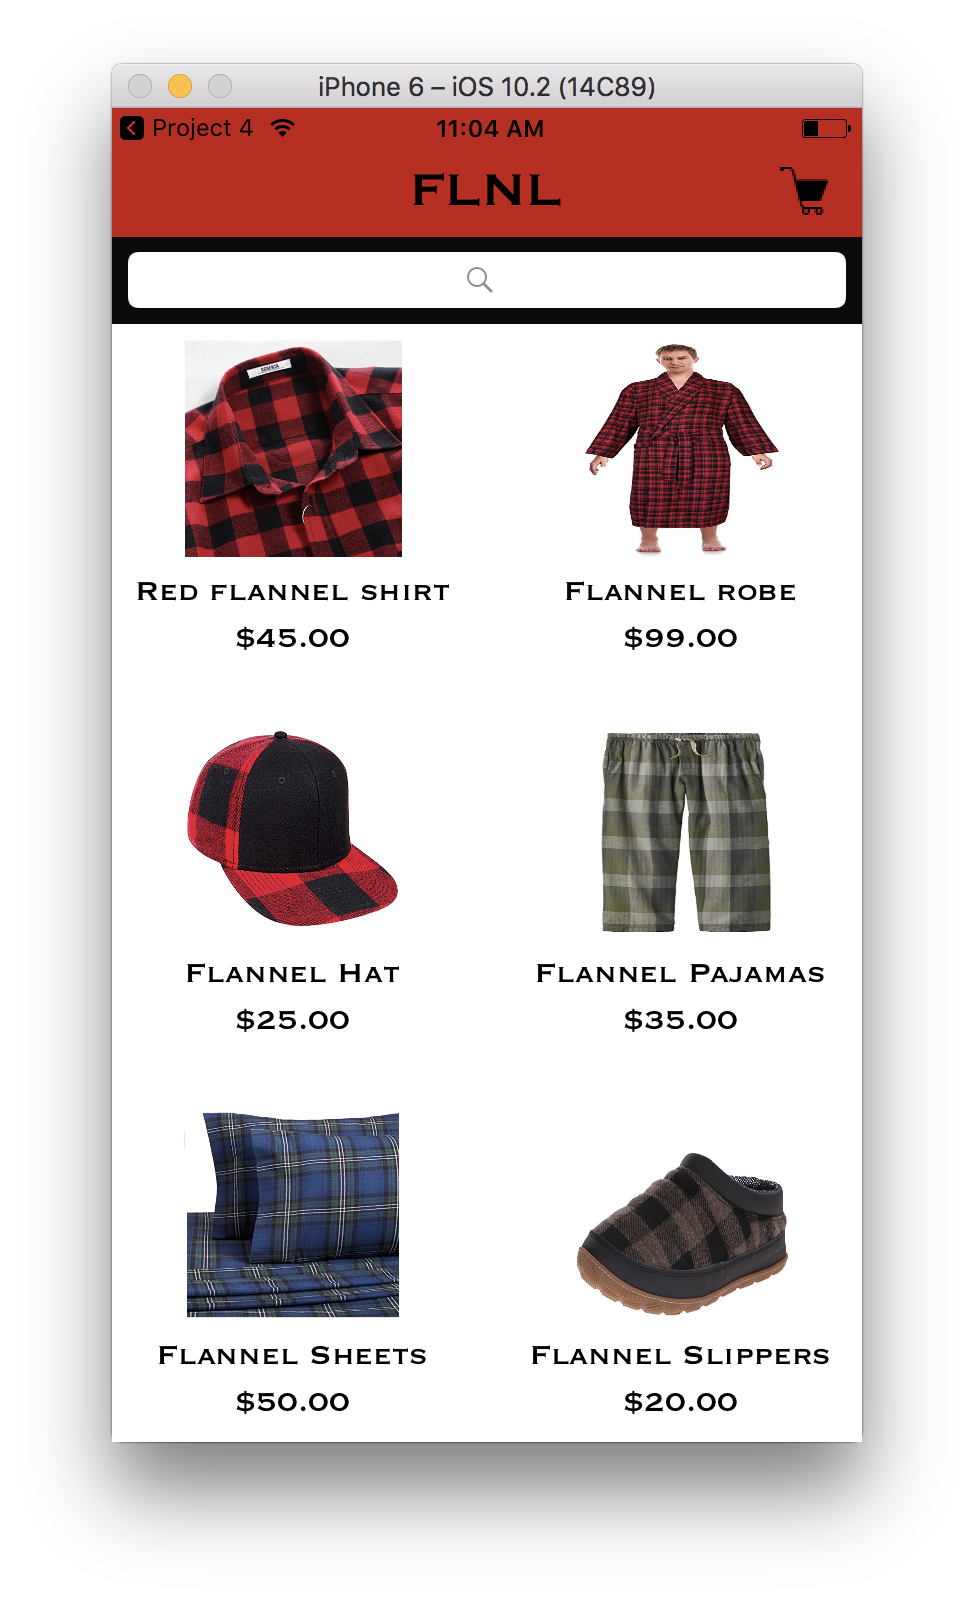 iPhone 6 – iOS 10.2 (14C89)
Project 4 11:04 AM
FLNL
Red flannel shirt Flannel robe
$45.00 $99.00
Flannel Hat Flannel Pajamas
$25.00 $35.00
Flannel Sheets Flannel Slippers
$50.00 $20.00